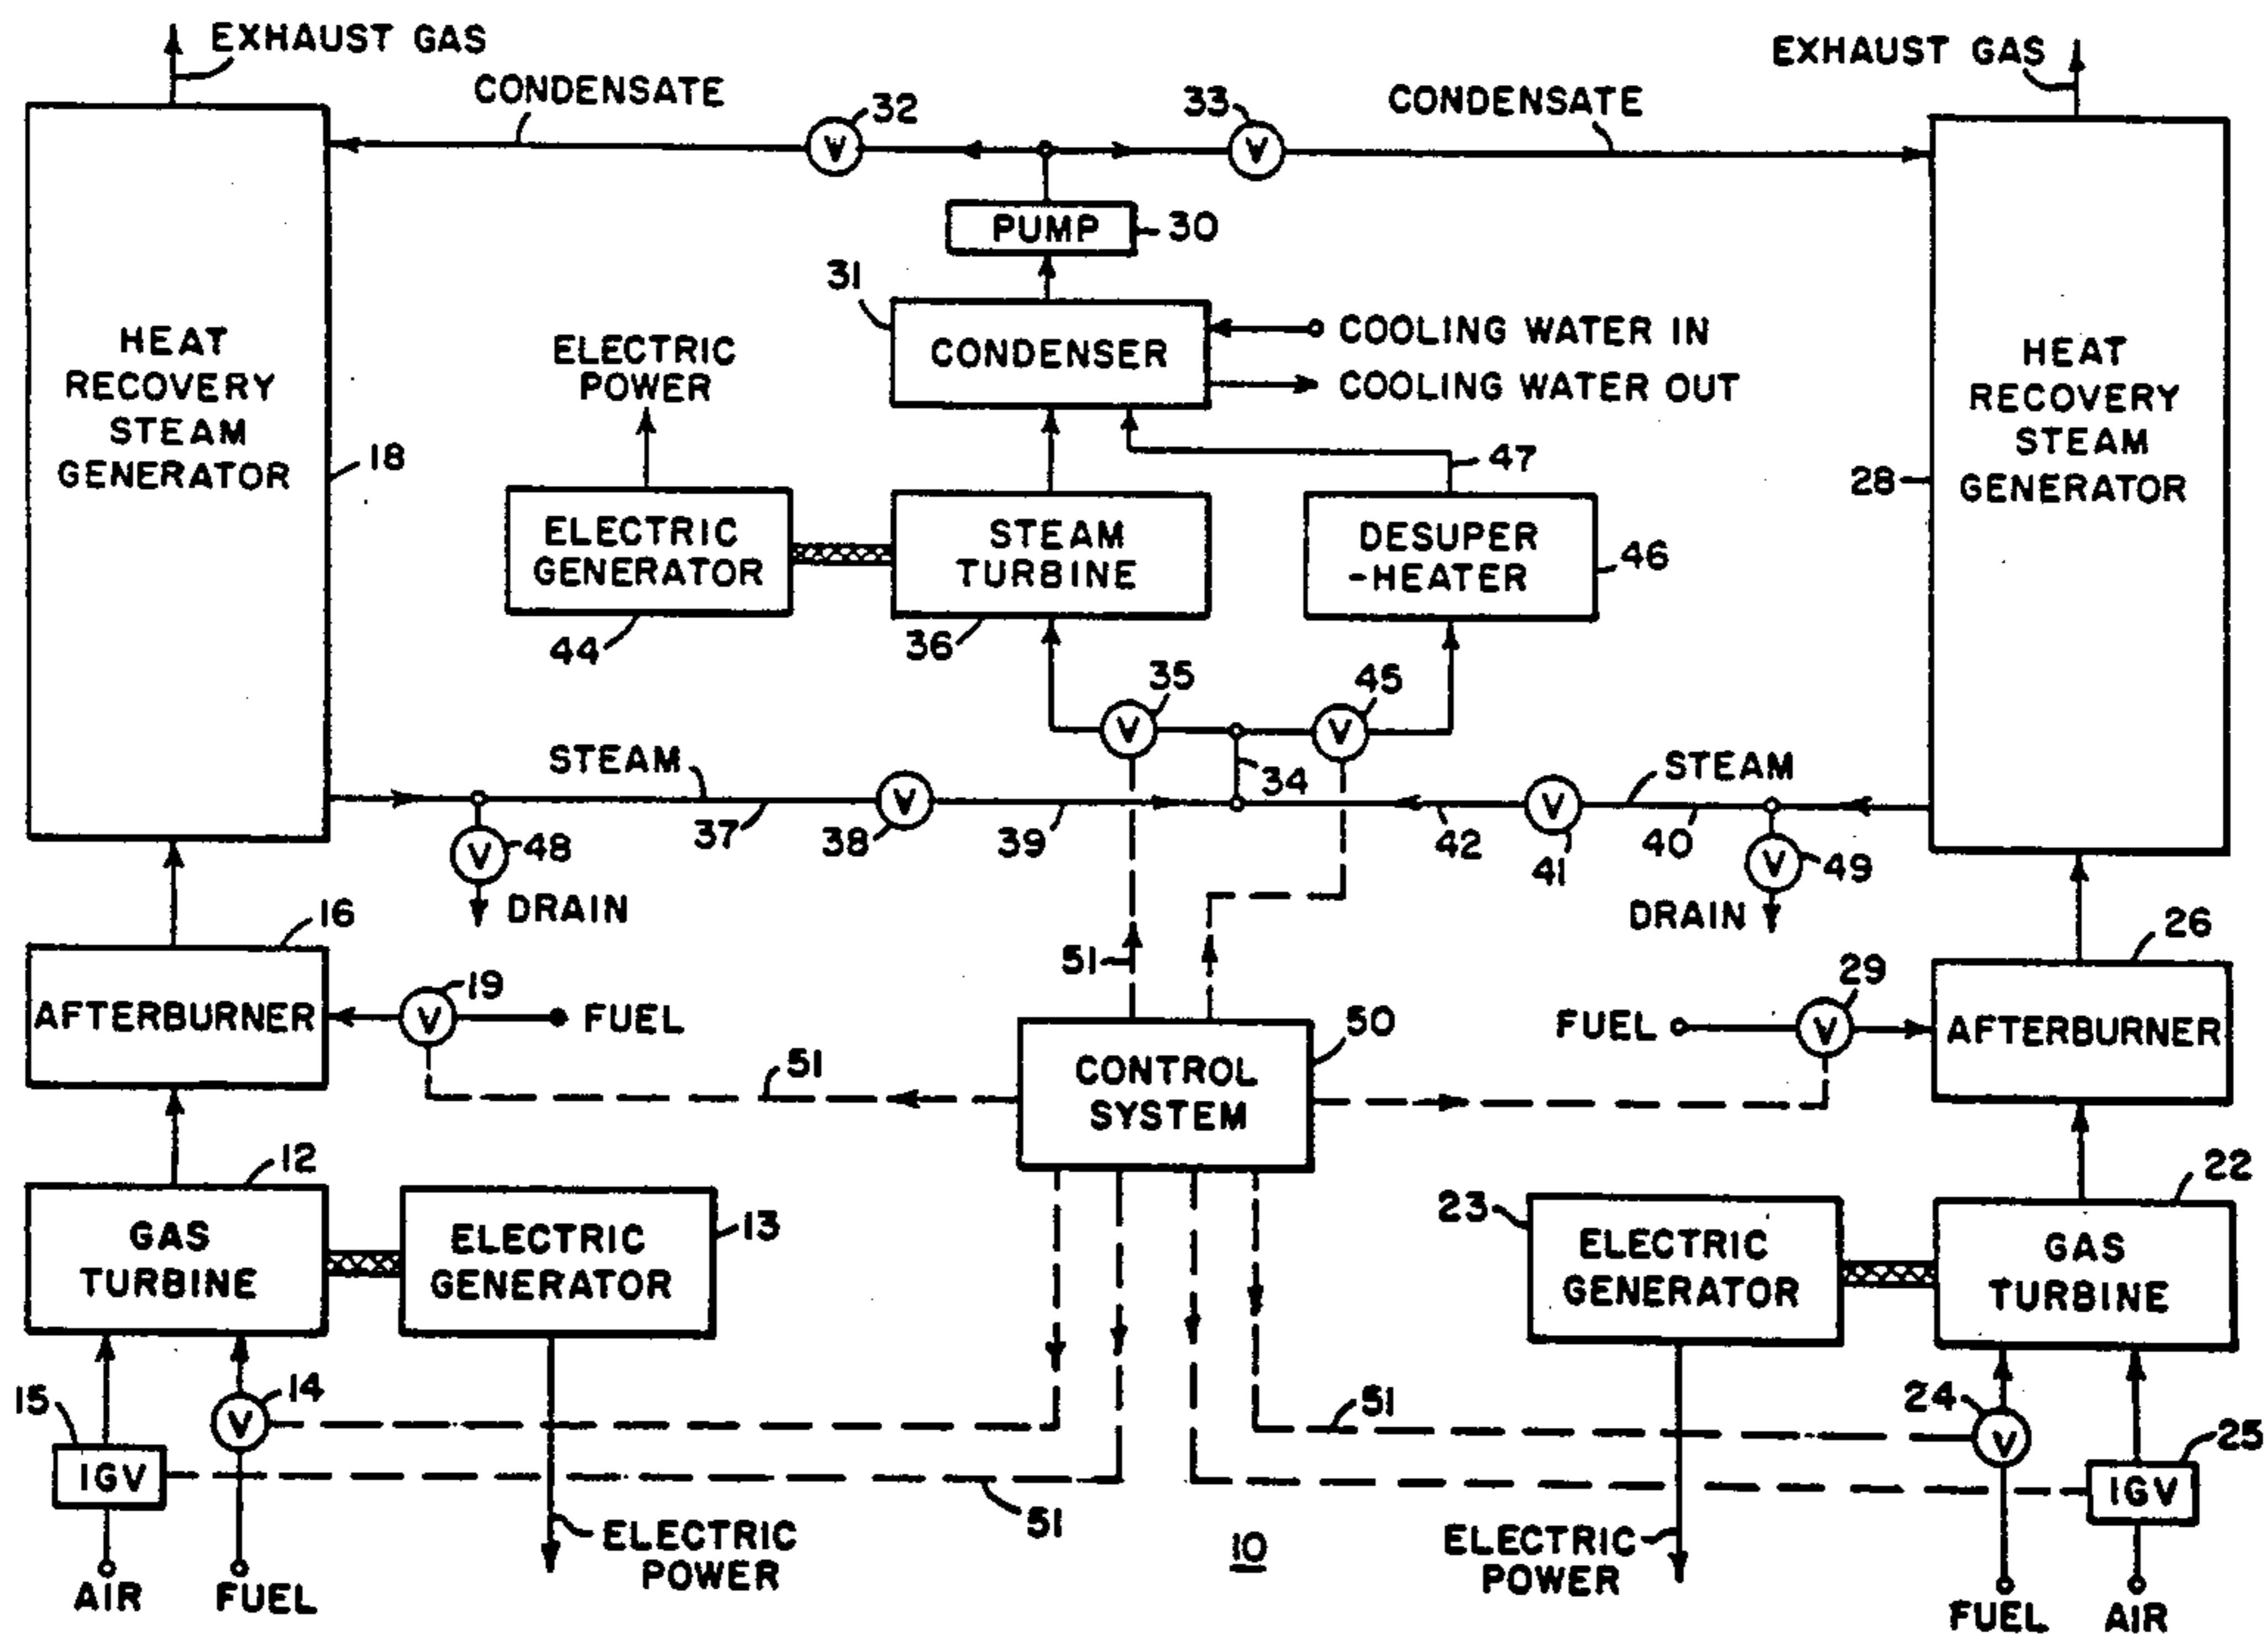 EXHAUST GAS
EXHAUST GAS
CONDENSATE
32
33
CONDENSATE
V
V
PUMP
30
31
CONDENSER
COOLING WATER IN
COOLING WATER OUT
HEAT
RECOVERY
STEAM
GENERATOR
18
ELECTRIC
POWER
HEAT
RECOVERY
STEAM
GENERATOR
28
47
ELECTRIC
GENERATOR
44
STEAM
TURBINE
36
DESUPER
-HEATER
46
35
45
V
V
STEAM
34
STEAM
37
V
38
39
42
V
41
40
V
48
DRAIN
V
49
DRAIN
16
AFTERBURNER
19
V
FUEL
51
51
CONTROL
SYSTEM
50
26
29
FUEL
V
AFTERBURNER
12
GAS
TURBINE
ELECTRIC
GENERATOR
13
23
ELECTRIC
GENERATOR
22
GAS
TURBINE
15
IGV
14
V
51
51
24
V
25
IGV
AIR
FUEL
ELECTRIC
POWER
10
ELECTRIC
POWER
FUEL
AIR